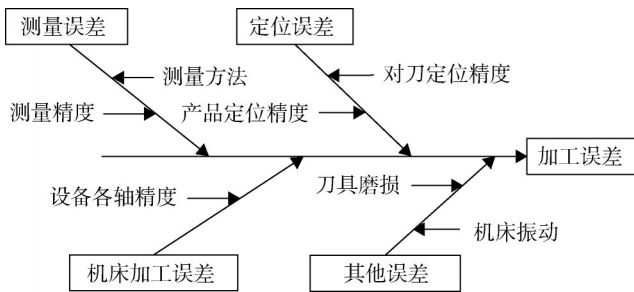 测量误差
定位误差
测量方法
对刀定位精度
测量精度
产品定位精度
加工误差
设备各轴精度
刀具磨损
机床振动
机床加工误差
其他误差